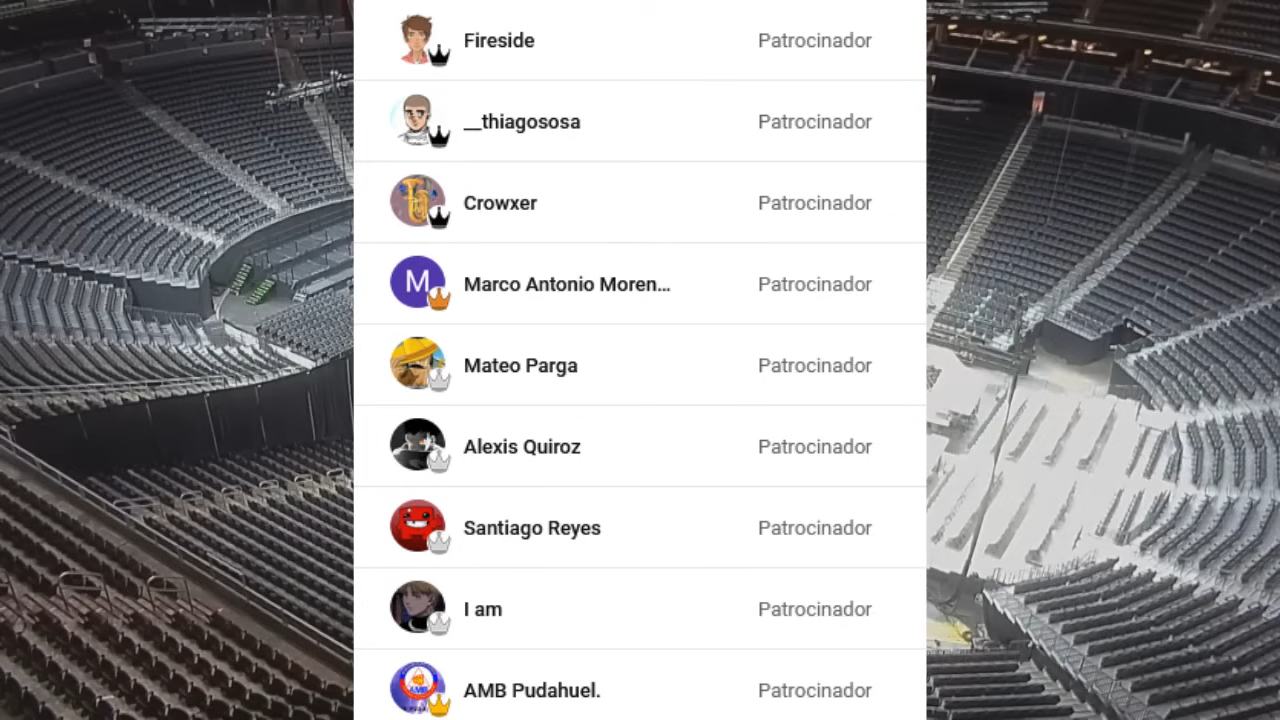 Fireside Patrocinador
__thiagososa Patrocinador
Crowxer Patrocinador
M Marco Antonio Moren... Patrocinador
Mateo Parga Patrocinador
Alexis Quiroz Patrocinador
Santiago Reyes Patrocinador
I am Patrocinador
AMB AMB Pudahuel. Patrocinador